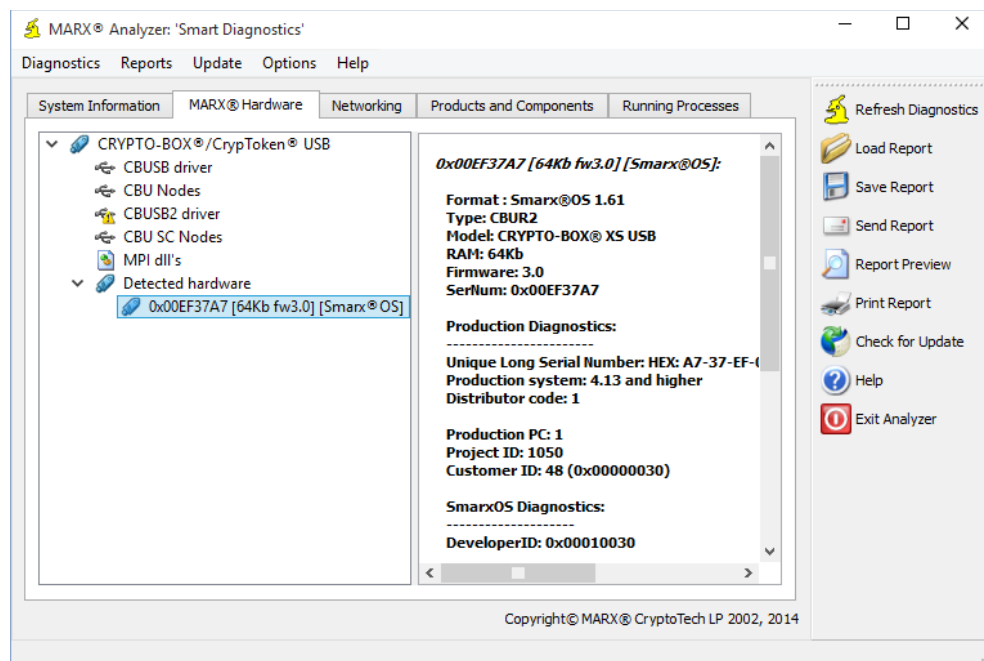 MARX® Analyzer: 'Smart Diagnostics'
Diagnostics Reports Update Options Help
System Information MARX® Hardware Networking Products and Components Running Processes
CRYPTO-BOX®/CrypToken® USB
CBUSB driver
CBU Nodes
CBUSB2 driver
CBU SC Nodes
MPI dll's
Detected hardware
0x00EF37A7 [64Kb fw3.0] [Smarx®OS]
0x00EF37A7 [64Kb fw3.0] [Smarx®OS]:
Format : Smarx®OS 1.61
Type: CBUR2
Model: CRYPTO-BOX® XS USB
RAM: 64Kb
Firmware: 3.0
SerNum: 0x00EF37A7
Production Diagnostics:
-----------------------
Unique Long Serial Number: HEX: A7-37-EF-
Production system: 4.13 and higher
Distributor code: 1
Production PC: 1
Project ID: 1050
Customer ID: 48 (0x00000030)
SmarxOS Diagnostics:
--------------------
DeveloperID: 0x00010030
Refresh Diagnostics
Load Report
Save Report
Send Report
Report Preview
Print Report
Check for Update
Help
Exit Analyzer
Copyright© MARX® CryptoTech LP 2002, 2014